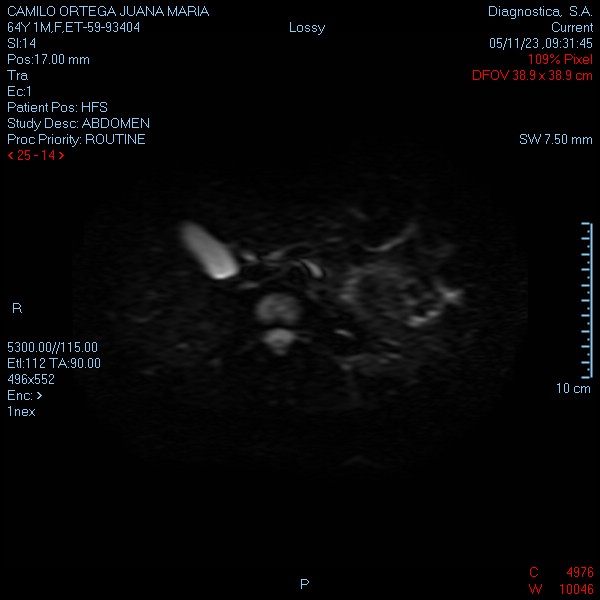 CAMILO ORTEGA JUANA MARIA
64Y 1M,F,ET-59-93404
Sl:14
Pos:17.00 mm
Tra
Ec:1
Patient Pos: HFS
Study Desc: ABDOMEN
Proc Priority: ROUTINE
< 25 - 14 >
Lossy
Diagnostica, S.A.
Current
05/11/23 ,09:31:45
109% Pixel
DFOV 38.9 x 38.9 cm
SW 7.50 mm
R
5300.00//115.00
Etl:112 TA:90.00
496x552
Enc: >
1nex
10 cm
P
C 4976
W 10046